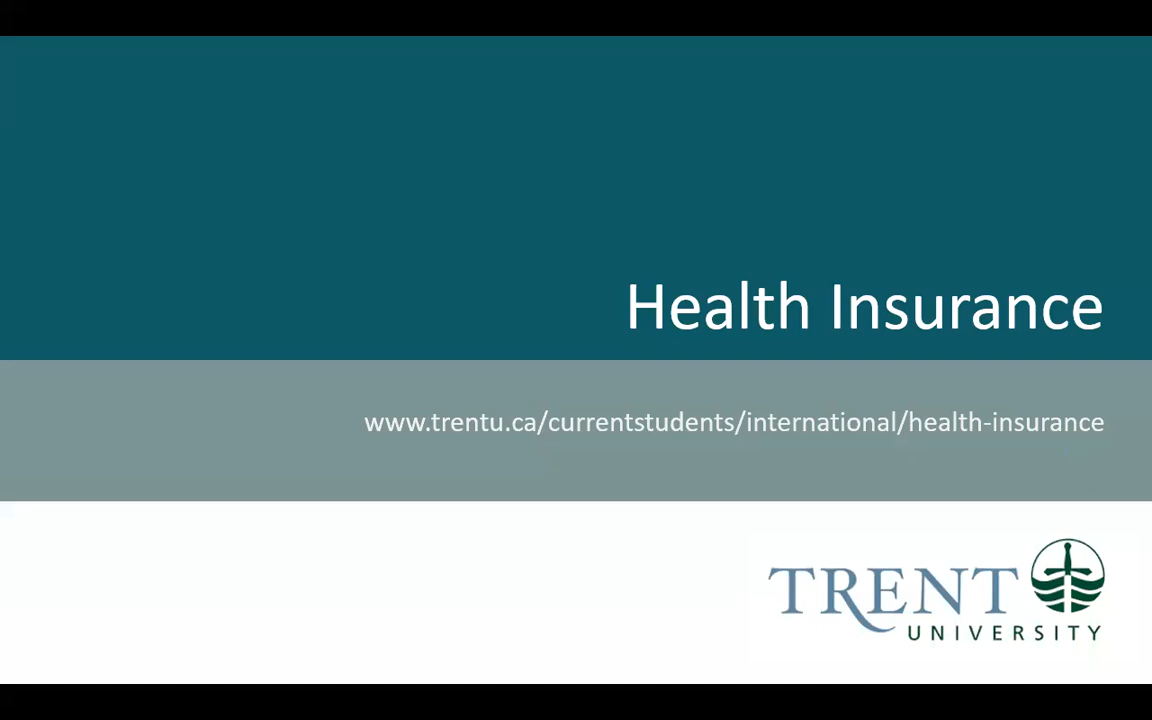 Health Insurance
www.trentu.ca/currentstudents/international/health-insurance
TRENT
UNIVERSITY